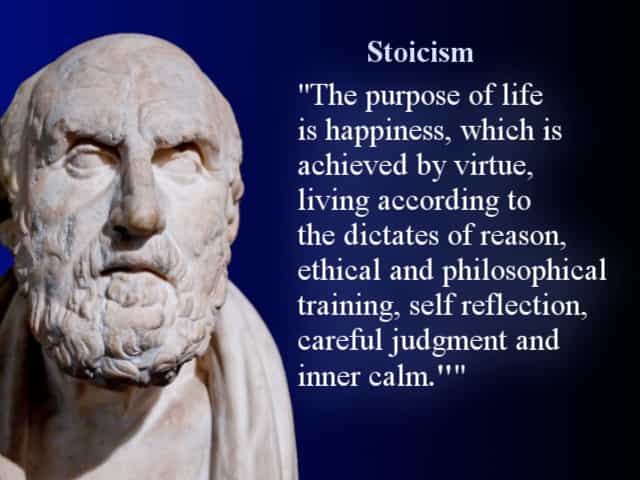 Stoicism
"The purpose of life
is happiness, which is
achieved by virtue,
living according to
the dictates of reason,
ethical and philosophical
training, self reflection,
careful judgment and
inner calm.""